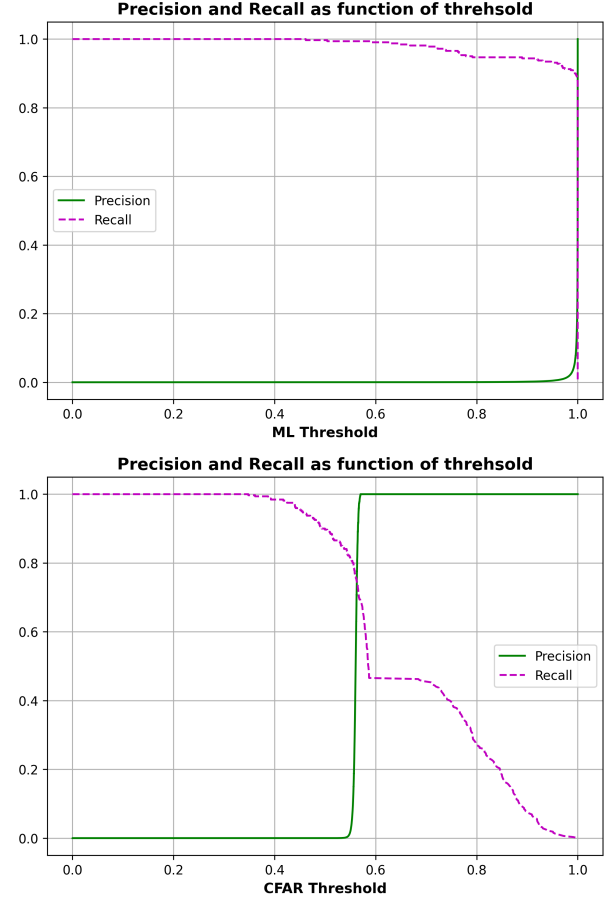 Precision and Recall as function of threhsold
1.0
0.8
0.6
0.4
0.2
0.0
Precision
Recall
0.0 0.2 0.4 0.6 0.8 1.0
ML Threshold
Precision and Recall as function of threhsold
1.0
0.8
0.6
0.4
0.2
0.0
Precision
Recall
0.0 0.2 0.4 0.6 0.8 1.0
CFAR Threshold